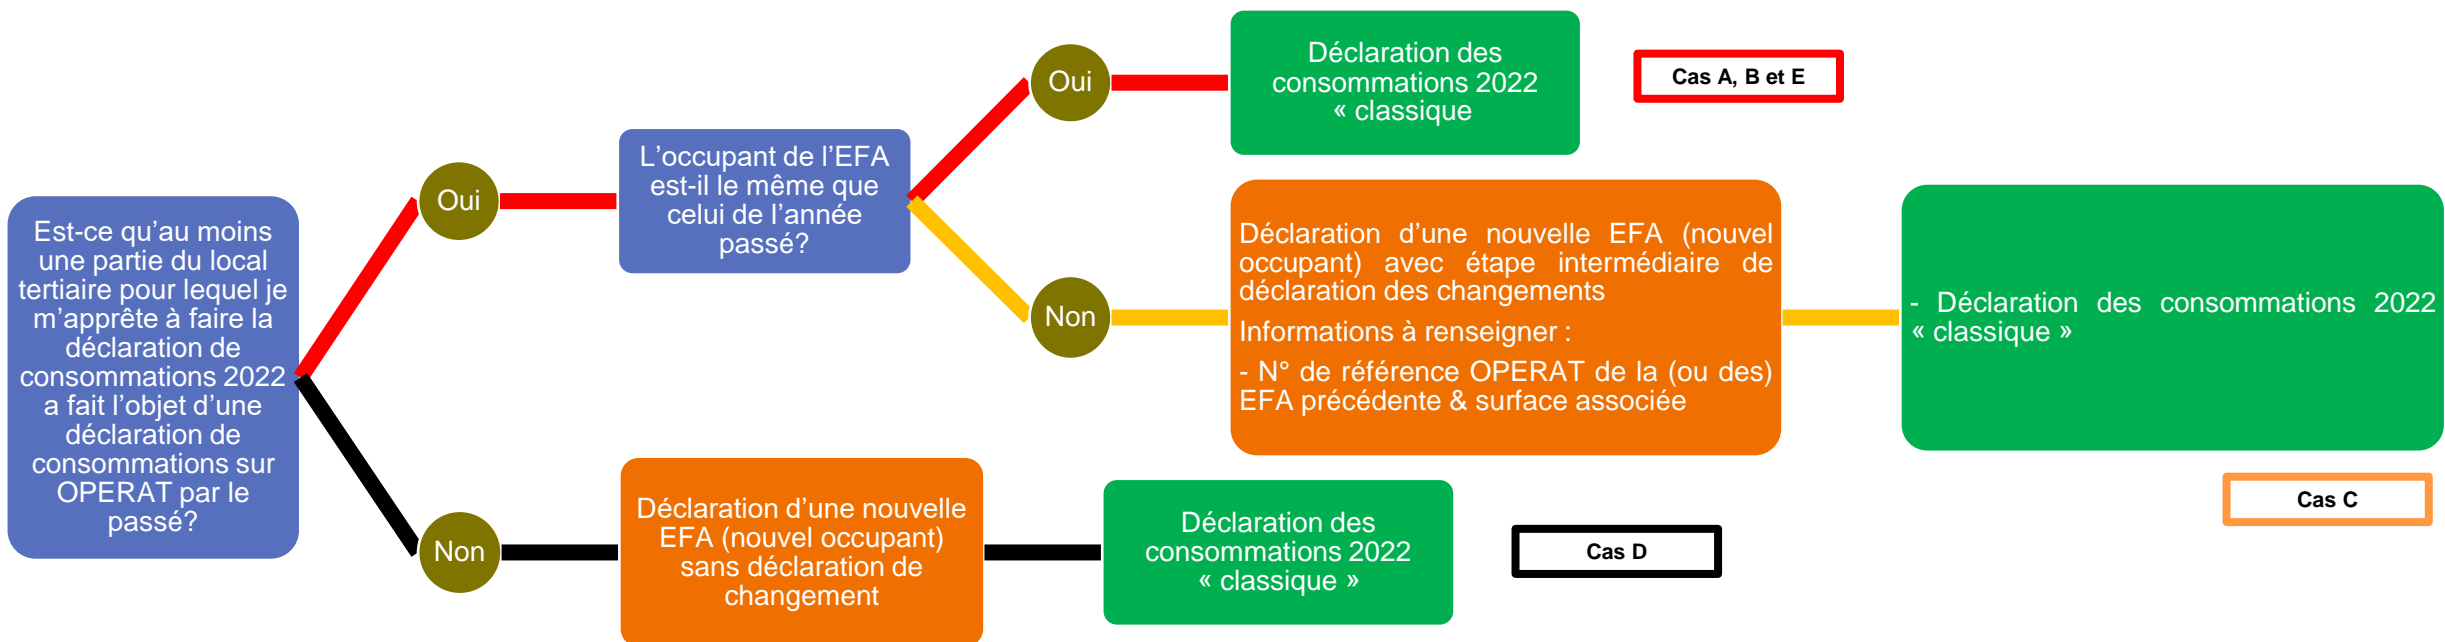 Est-ce qu’au moins
une partie du local
tertiaire pour lequel je
m’apprête à faire la
déclaration de
consommations 2022
a fait l’objet d’une
déclaration de
consommations sur
OPERAT par le
passé?
Oui
L’occupant de l’EFA
est-il le même que
celui de l’année
passé?
Oui
Déclaration des
consommations 2022
« classique
Cas A, B et E
Non
Déclaration d’une nouvelle EFA (nouvel
occupant) avec étape intermédiaire de
déclaration des changements
Informations à renseigner :
- N° de référence OPERAT de la (ou des)
EFA précédente & surface associée
- Déclaration des consommations 2022
« classique »
Cas C
Non
Déclaration d’une nouvelle
EFA (nouvel occupant)
sans déclaration de
changement
Déclaration des
consommations 2022
« classique »
Cas D